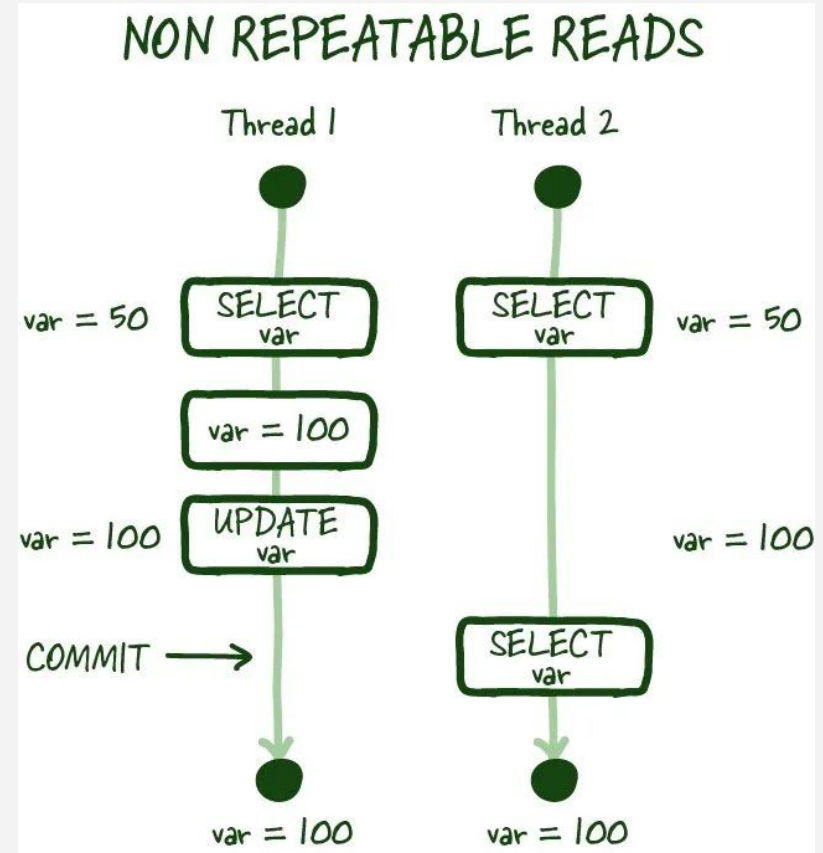 NON REPEATABLE READS
Thread 1
Thread 2
var = 50
SELECT
var
SELECT
var
var = 50
var = 100
var = 100
UPDATE
var
var = 100
COMMIT
SELECT
var
var = 100
var = 100